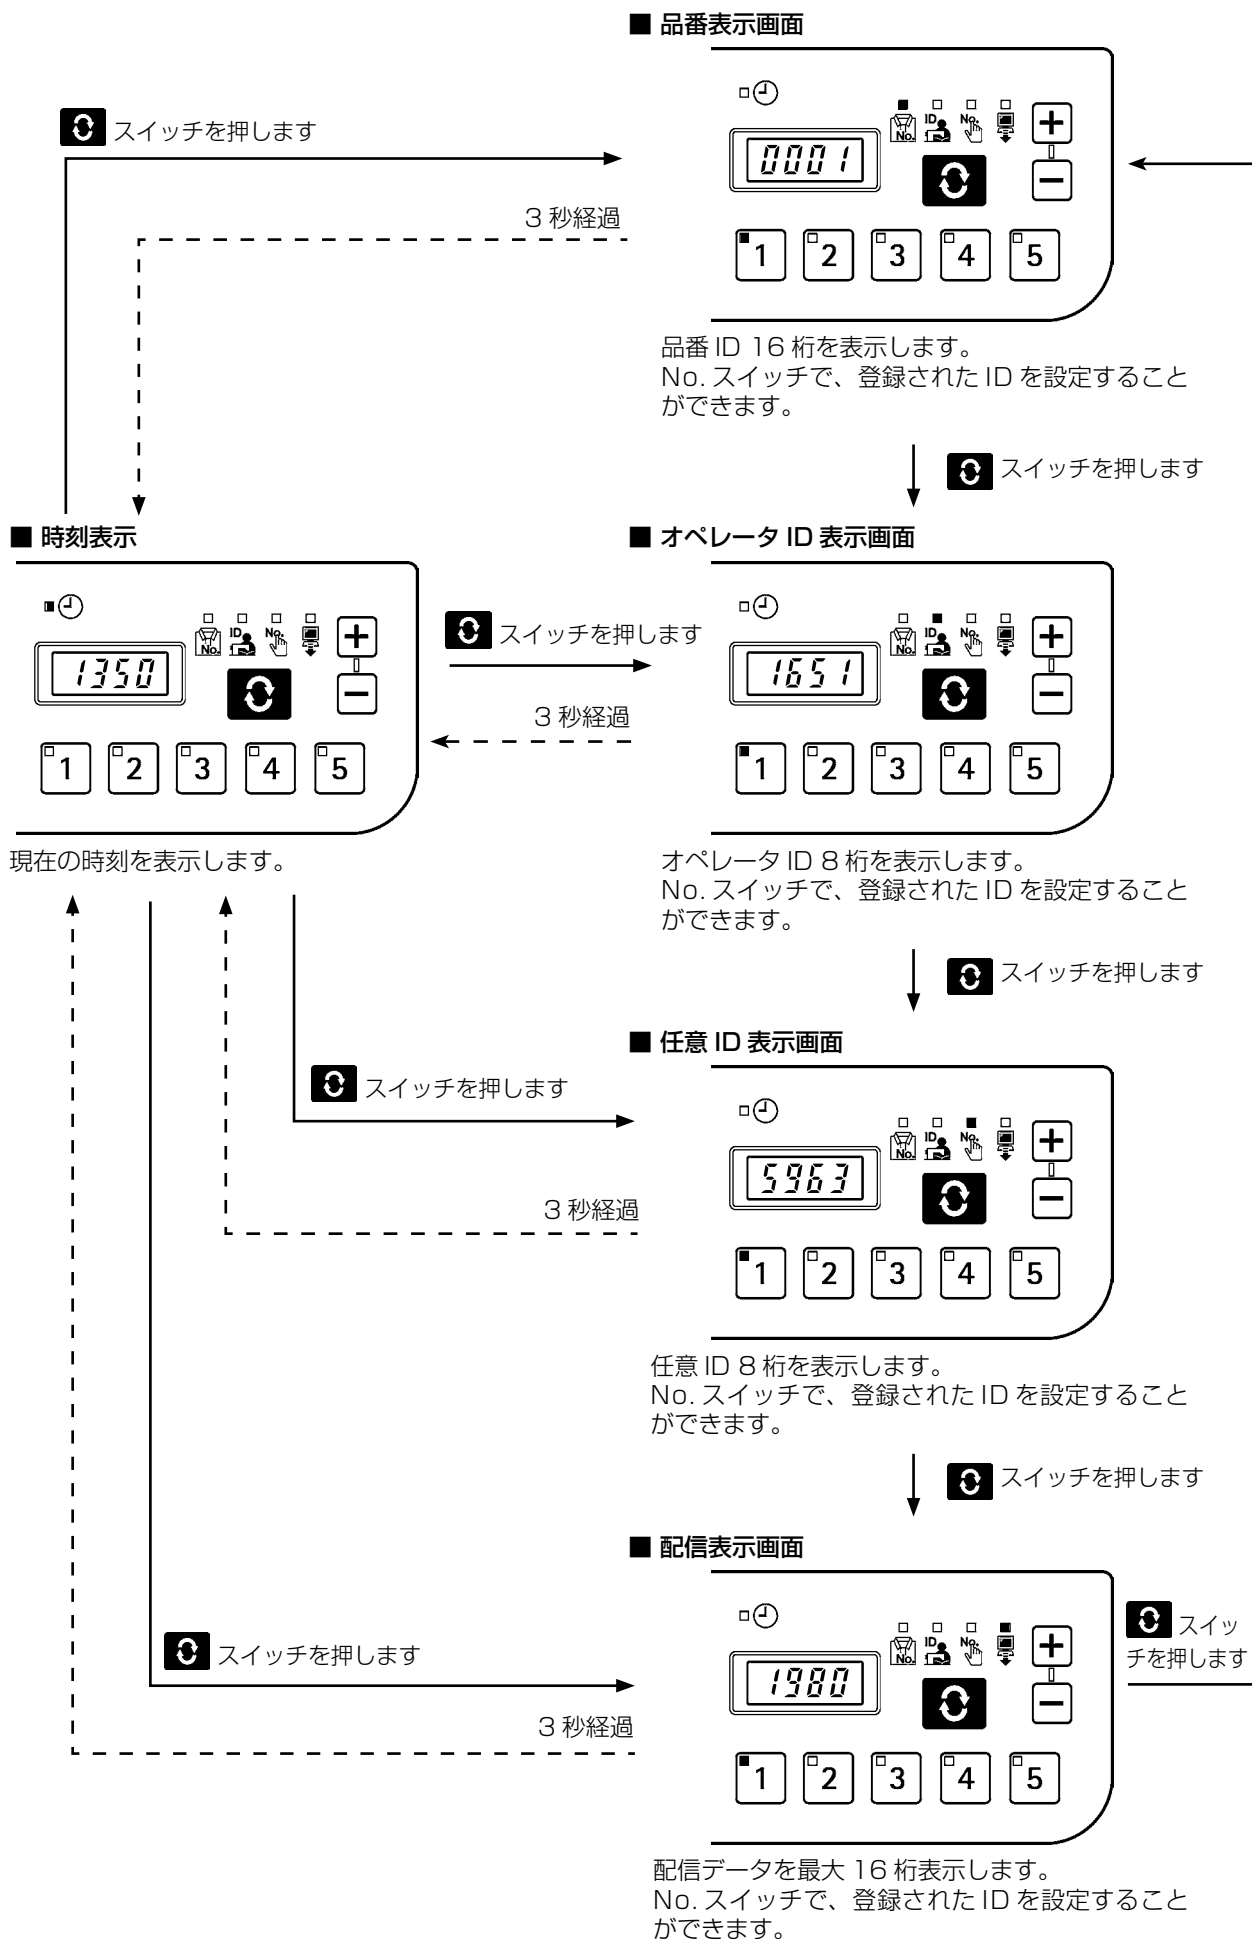 ■ 品番表示画面
スイッチを押します
No. ID No.
0001
+
−
3 秒経過
1 2 3 4 5
品番 ID 16 桁を表示します。
No. スイッチで、登録された ID を設定すること
ができます。
スイッチを押します
■ 時刻表示
No. ID No.
1350
+
−
1 2 3 4 5
現在の時刻を表示します。
スイッチを押します
3 秒経過
■ オペレータ ID 表示画面
No. ID No.
1651
+
−
1 2 3 4 5
オペレータ ID 8 桁を表示します。
No. スイッチで、登録された ID を設定すること
ができます。
スイッチを押します
■ 任意 ID 表示画面
スイッチを押します
No. ID No.
5963
+
−
3 秒経過
1 2 3 4 5
任意 ID 8 桁を表示します。
No. スイッチで、登録された ID を設定すること
ができます。
スイッチを押します
■ 配信表示画面
スイッチを押します
No. ID No.
1980
+
−
スイッ
チを押します
3 秒経過
1 2 3 4 5
配信データを最大 16 桁表示します。
No. スイッチで、登録された ID を設定すること
ができます。